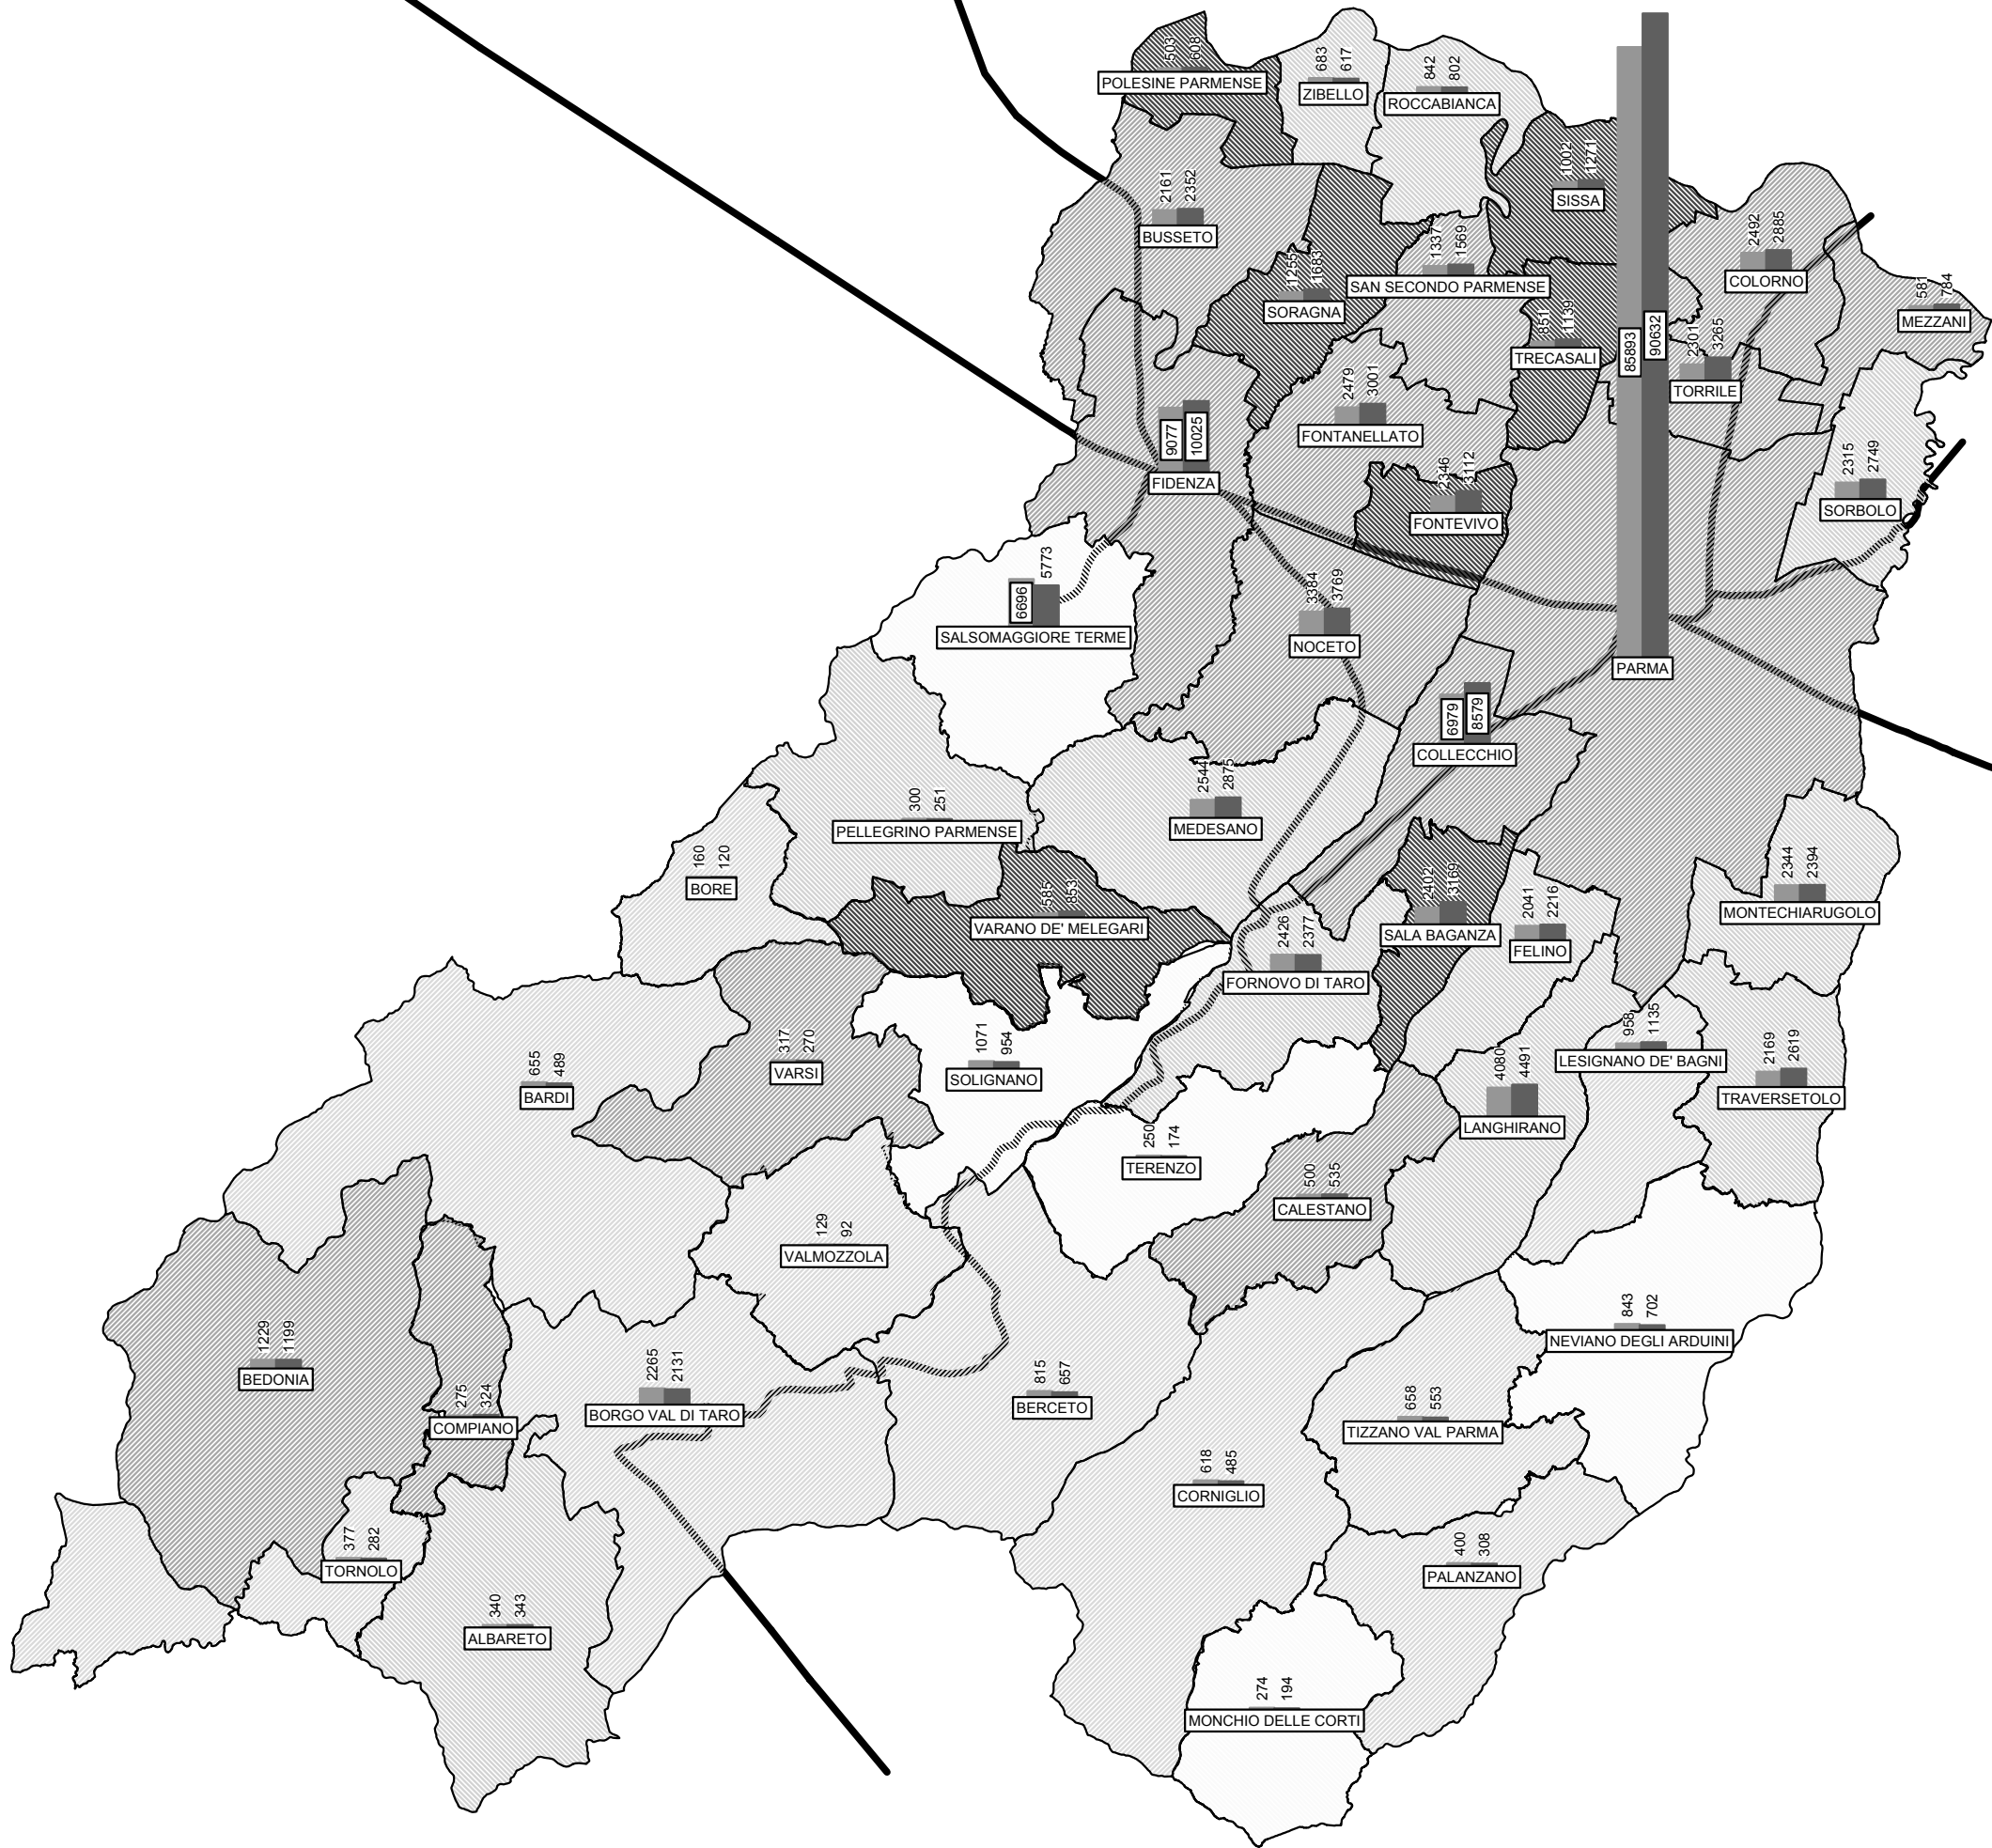 503 608
POLESINE PARMENSE
683 617
ZIBELLO
842 802
ROCCABIANCA
1002 1271
SISSA
2161 2352
BUSSETO
1255 1683
SORAGNA
1337 1569
SAN SECONDO PARMENSE
2492 2885
COLORNO
581 784
MEZZANI
851 1139
TRECASALI
85893 90632
PARMA
2301 3265
TORRILE
2479 3001
FONTANELLATO
9077 10025
FIDENZA
2346 3112
FONTEVIVO
2315 2749
SORBOLO
6696 5773
SALSOMAGGIORE TERME
3384 3769
NOCETO
6979 8579
COLLECCHIO
2544 2875
MEDESANO
300 251
PELLEGRINO PARMENSE
160 120
BORE
585 853
VARANO DE' MELEGARI
2402 3169
SALA BAGANZA
2041 2216
FELINO
2344 2394
MONTECHIARUGOLO
2426 2377
FORNOVO DI TARO
958 1135
LESIGNANO DE' BAGNI
317 270
VARSI
1071 954
SOLIGNANO
655 489
BARDI
2169 2619
TRAVERSETOLO
4080 4491
LANGHIRANO
250 174
TERENZO
500 535
CALESTANO
129 92
VALMOZZOLA
843 702
NEVIANO DEGLI ARDUINI
1229 1199
BEDONIA
275 324
COMPIANO
2265 2131
BORGO VAL DI TARO
815 657
BERCETO
658 553
TIZZANO VAL PARMA
618 485
CORNIGLIO
377 282
TORNOLO
400 308
PALANZANO
340 343
ALBARETO
274 194
MONCHIO DELLE CORTI